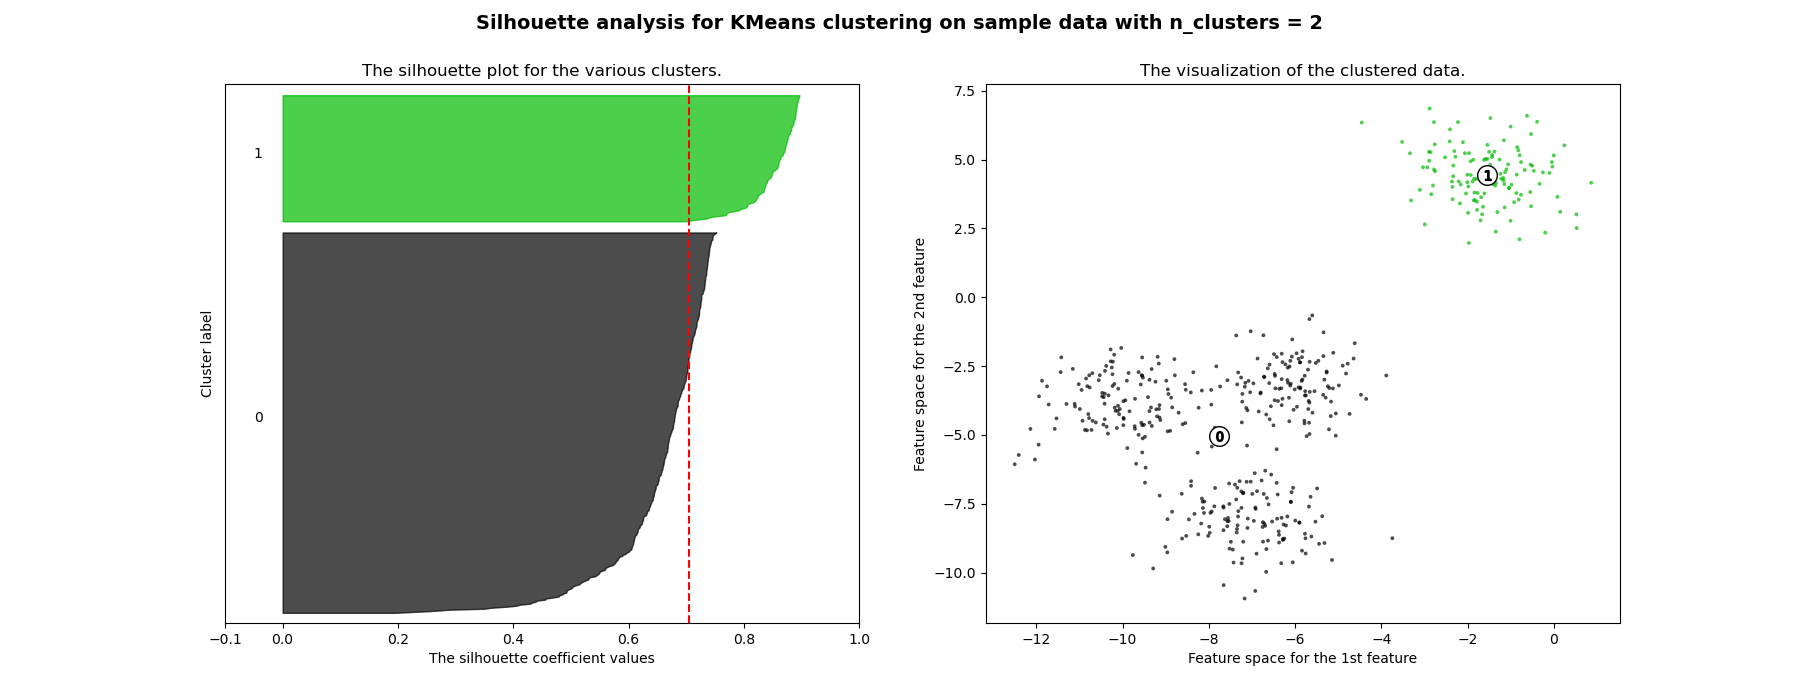 Silhouette analysis for KMeans clustering on sample data with n_clusters = 2
The silhouette plot for the various clusters.
1
0
Cluster label
−0.1 0.0 0.2 0.4 0.6 0.8 1.0
The silhouette coefficient values
The visualization of the clustered data.
7.5
5.0
2.5
0.0
−2.5
−5.0
−7.5
−10.0
Feature space for the 2nd feature
1
0
−12 −10 −8 −6 −4 −2 0
Feature space for the 1st feature